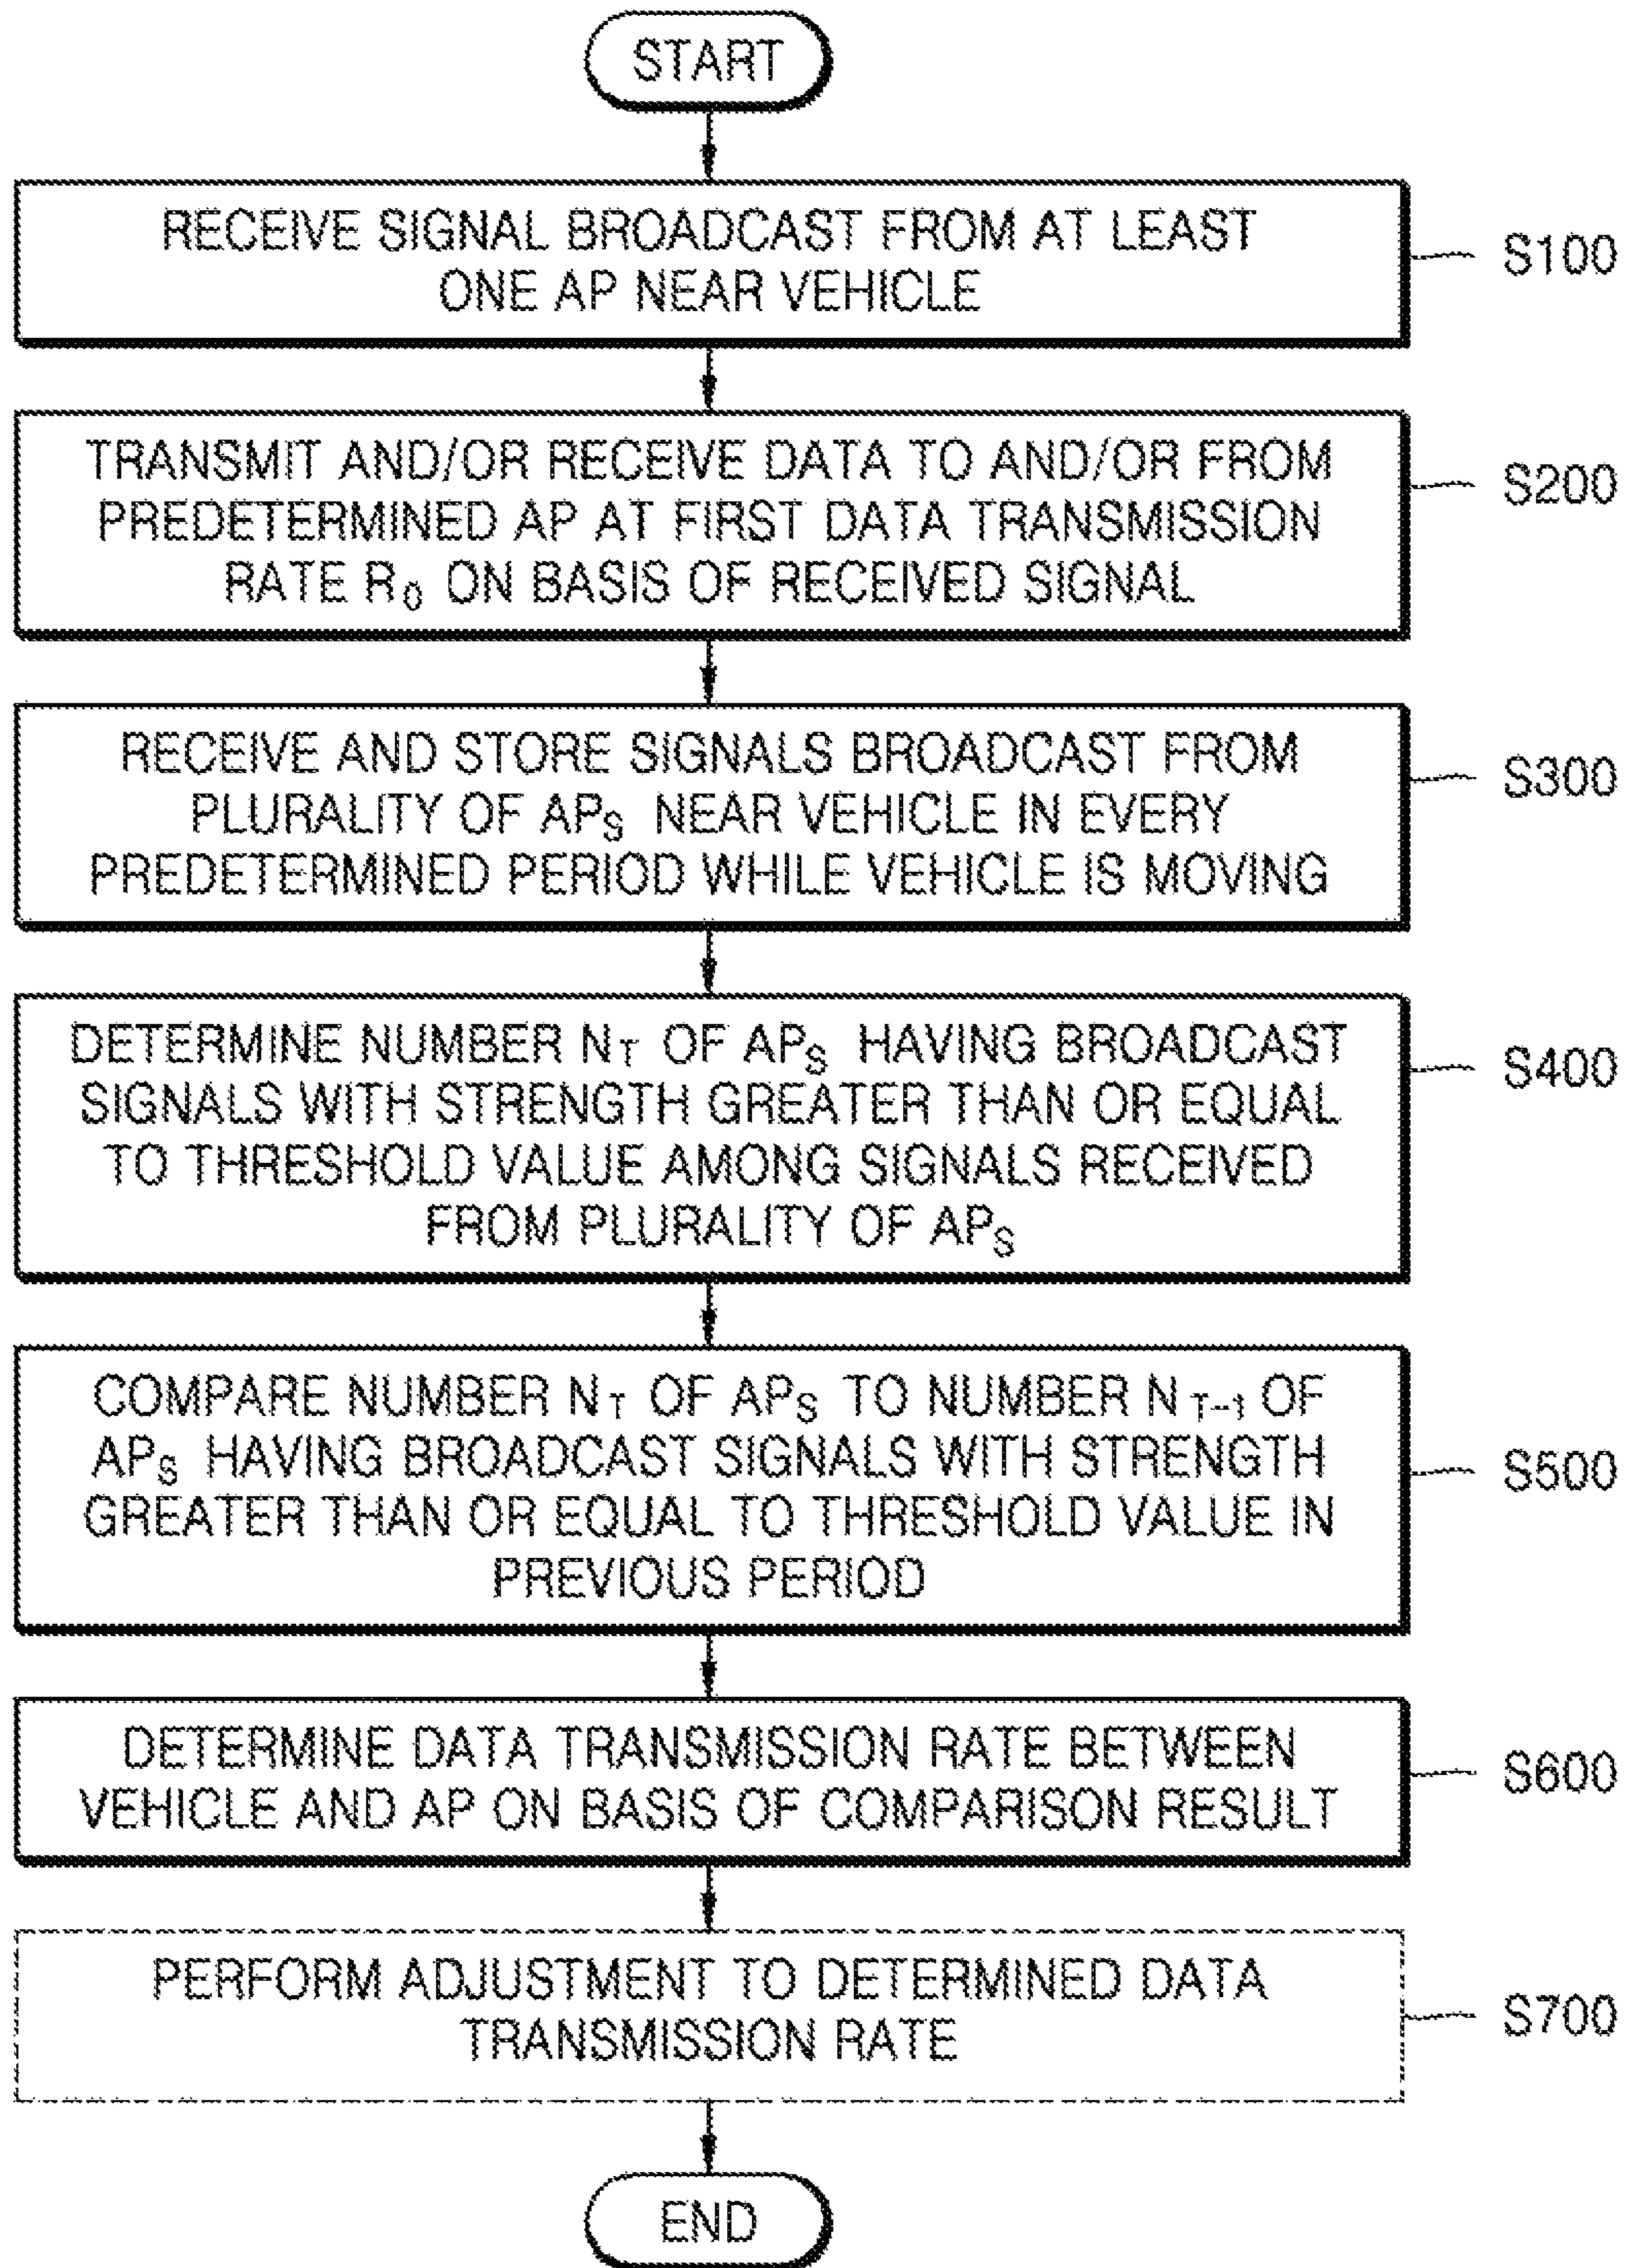 START
RECEIVE SIGNAL BROADCAST FROM AT LEAST
ONE AP NEAR VEHICLE
S100
TRANSMIT AND/OR RECEIVE DATA TO AND/OR FROM
PREDETERMINED AP AT FIRST DATA TRANSMISSION
RATE R₀ ON BASIS OF RECEIVED SIGNAL
S200
RECEIVE AND STORE SIGNALS BROADCAST FROM
PLURALITY OF APS NEAR VEHICLE IN EVERY
PREDETERMINED PERIOD WHILE VEHICLE IS MOVING
S300
DETERMINE NUMBER NT OF APS HAVING BROADCAST
SIGNALS WITH STRENGTH GREATER THAN OR EQUAL
TO THRESHOLD VALUE AMONG SIGNALS RECEIVED
FROM PLURALITY OF APS
S400
COMPARE NUMBER NT OF APS TO NUMBER NT-1 OF
APS HAVING BROADCAST SIGNALS WITH STRENGTH
GREATER THAN OR EQUAL TO THRESHOLD VALUE IN
PREVIOUS PERIOD
S500
DETERMINE DATA TRANSMISSION RATE BETWEEN
VEHICLE AND AP ON BASIS OF COMPARISON RESULT
S600
PERFORM ADJUSTMENT TO DETERMINED DATA
TRANSMISSION RATE
S700
END